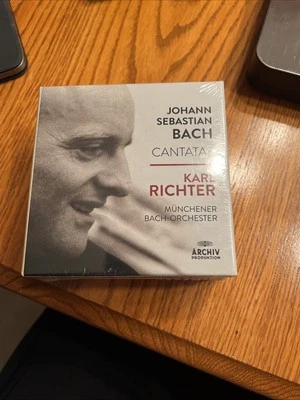 JOHANN
SEBASTIAN
BACH
CANTATAS
KARL
RICHTER
MÜNCHENER
BACH-ORCHESTER
ARCHIV
PRODUKTION